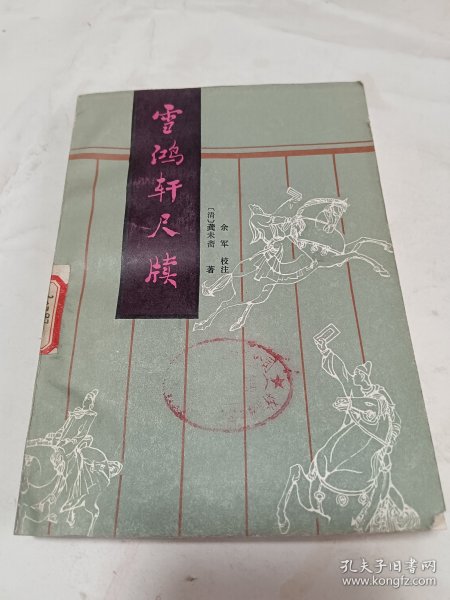 雪鸿轩尺牍
〔清〕龚未斋 著
余军 校注
孔夫子旧书网
www.kongfz.com